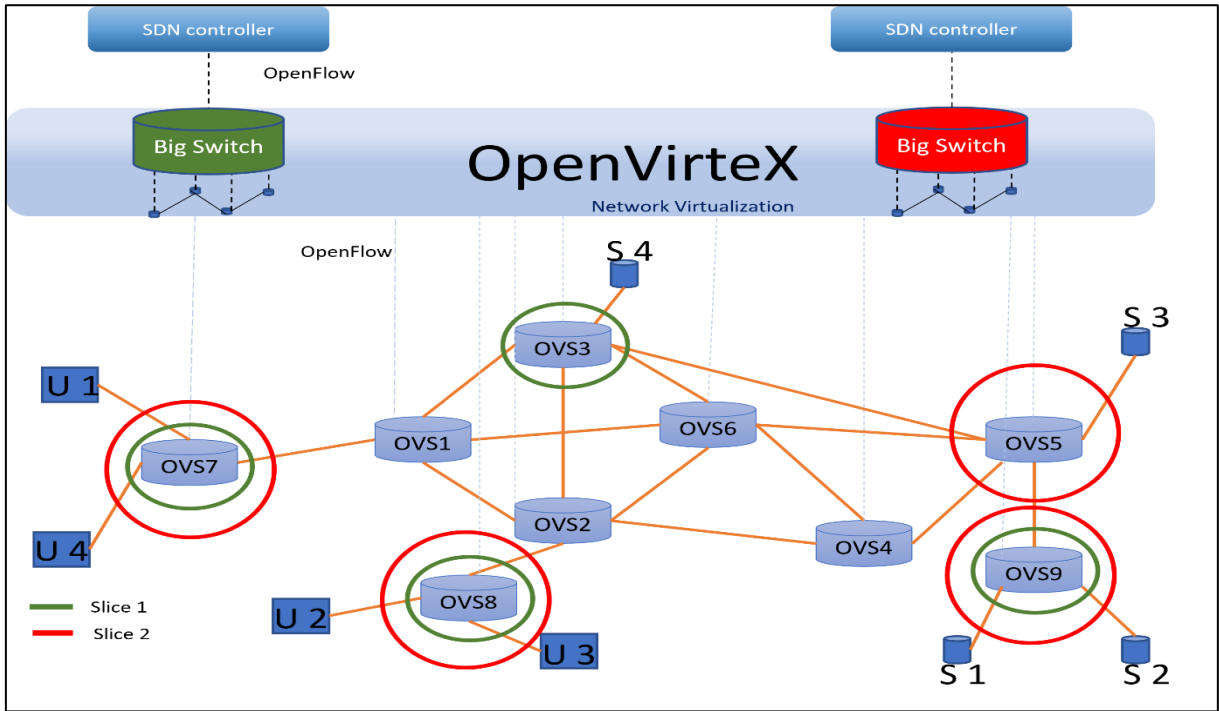 SDN controller
SDN controller
OpenFlow
Big Switch
Big Switch
OpenVirteX
Network Virtualization
OpenFlow
S 4
S 3
OVS3
U 1
OVS6
OVS1
OVS5
OVS7
OVS2
OVS4
U 4
OVS9
OVS8
Slice 1
U 2
Slice 2
U 3
S 1
S 2